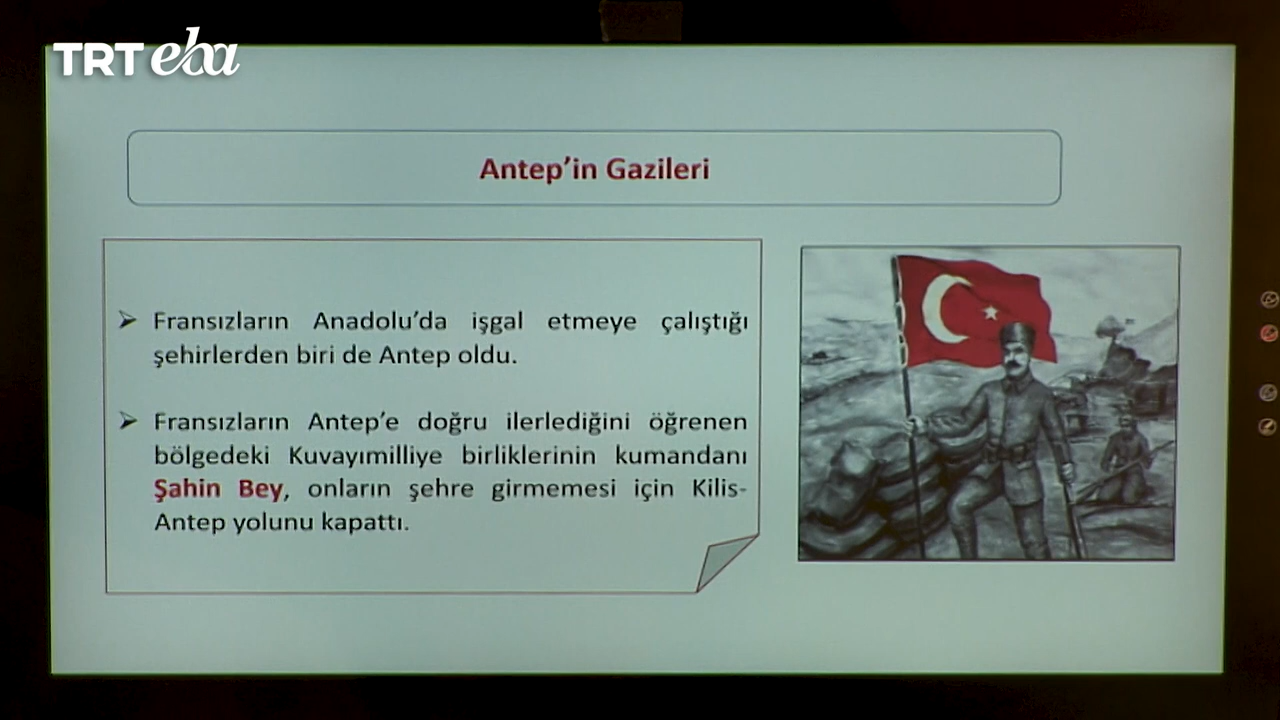 TRT eba
Antep’in Gazileri
Fransızların Anadolu’da işgal etmeye çalıştığı
şehirlerden biri de Antep oldu.
Fransızların Antep’e doğru ilerlediğini öğrenen
bölgedeki Kuvayımilliye birliklerinin kumandanı
Şahin Bey, onların şehre girmemesi için Kilis-
Antep yolunu kapattı.